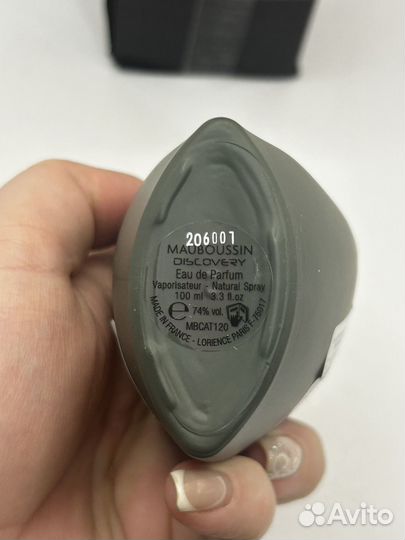 206001
MAUBOUSSIN
DISCOVERY
Eau de Parfum
Vaporisateur - Natural Spray
100 ml 3.3 fl.oz
e 74% vol.
MBCAT120
MADE IN FRANCE - LORIENCE PARIS F-75017
Avito